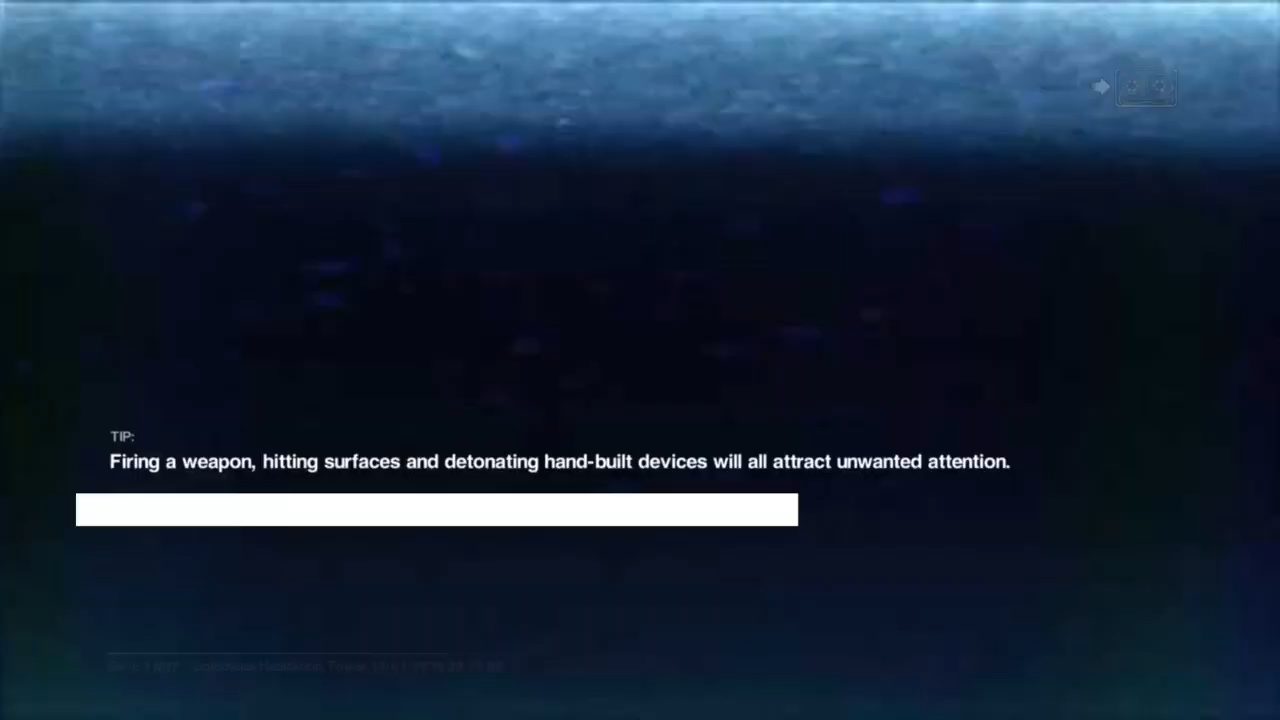 TIP:
Firing a weapon, hitting surfaces and detonating hand-built devices will all attract unwanted attention.